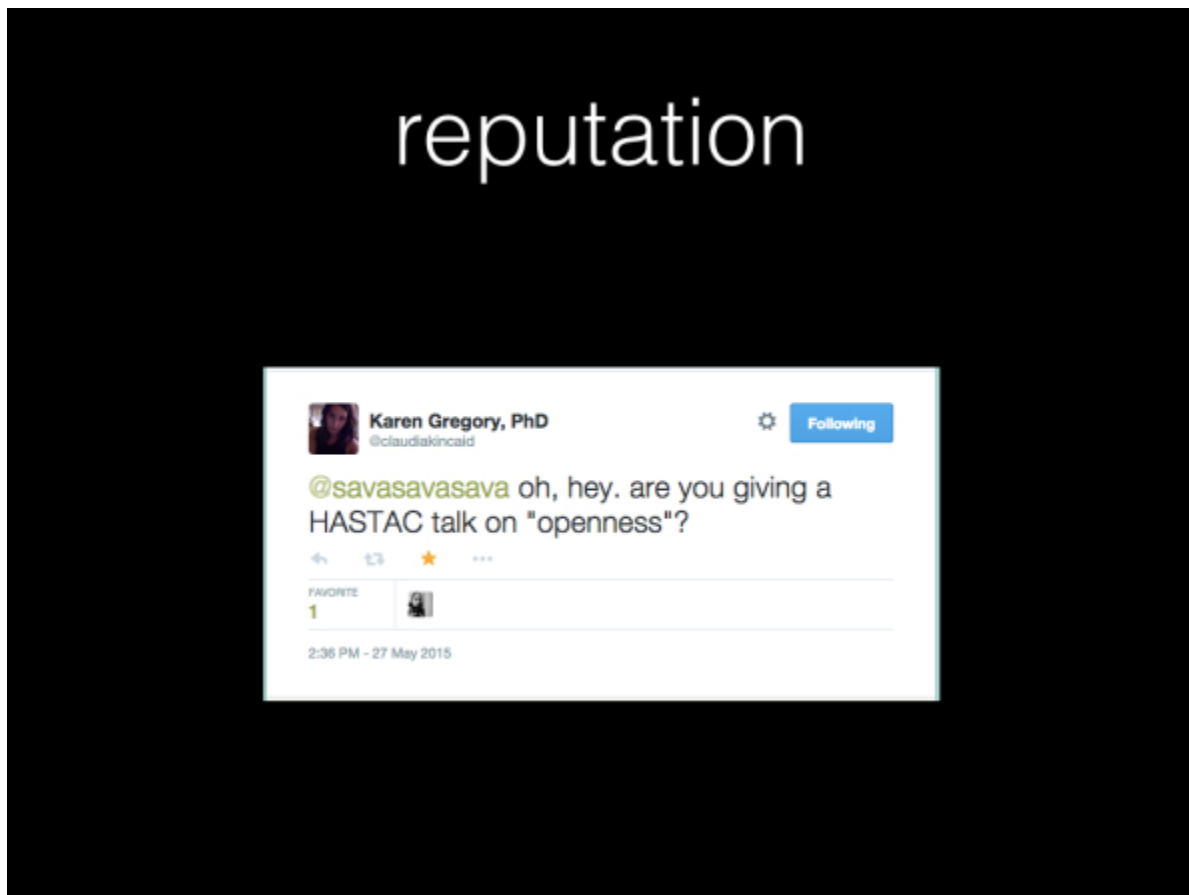 reputation
Karen Gregory, PhD
@claudiakincaid
Following
@savasavasava oh, hey. are you giving a
HASTAC talk on "openness"?
FAVORITE
1
2:36 PM - 27 May 2015